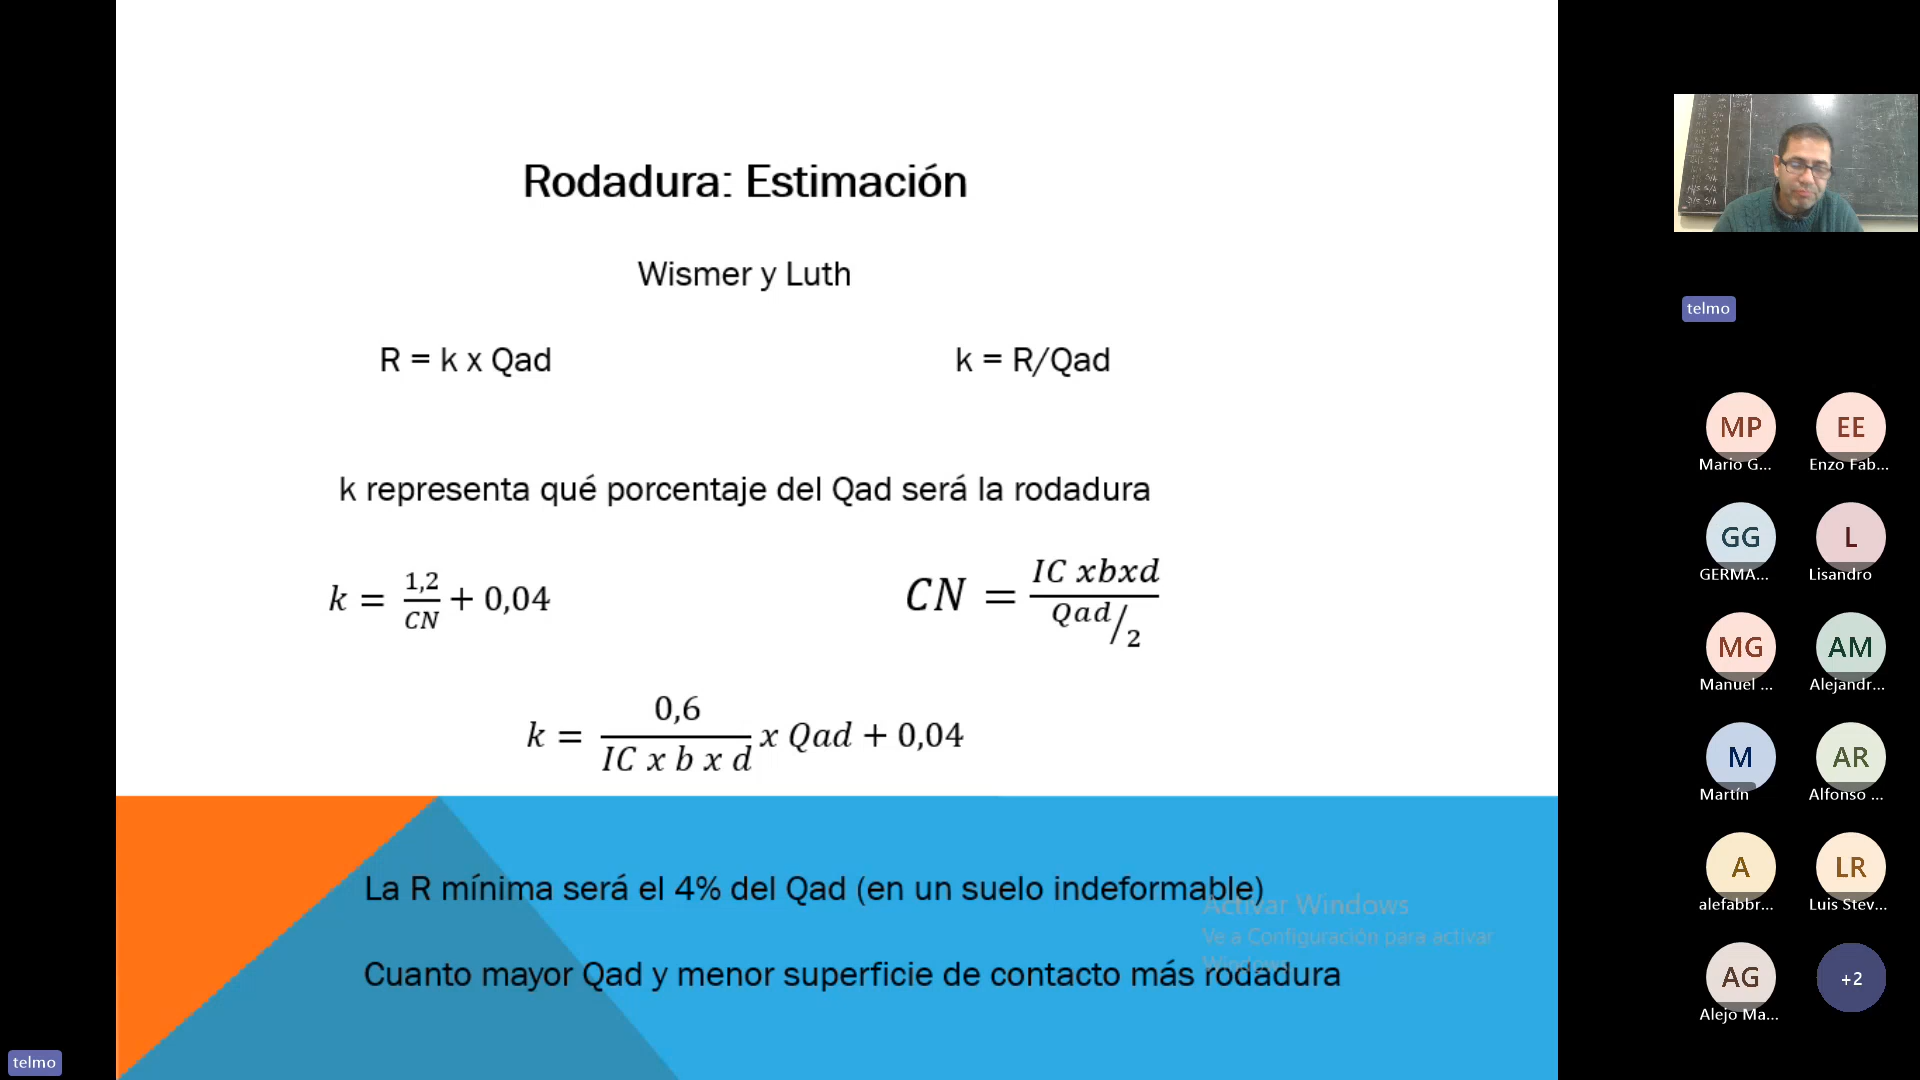 Rodadura: Estimación
Wismer y Luth
R = k x Qad
k = R/Qad
k representa qué porcentaje del Qad será la rodadura
k = 1,2/CN + 0,04
CN = IC xbxd / Qad/2
k = 0,6 / IC x b x d x Qad + 0,04
La R mínima será el 4% del Qad (en un suelo indeformable)
Cuanto mayor Qad y menor superficie de contacto más rodadura
Activar Windows
Ve a Configuración para activar
Windows.
telmo
telmo
MP
Mario G...
EE
Enzo Fab...
GG
GERMA...
L
Lisandro
MG
Manuel ...
AM
Alejandr...
M
Martín
AR
Alfonso ...
A
alefabbr...
LR
Luis Stev...
AG
Alejo Ma...
+2